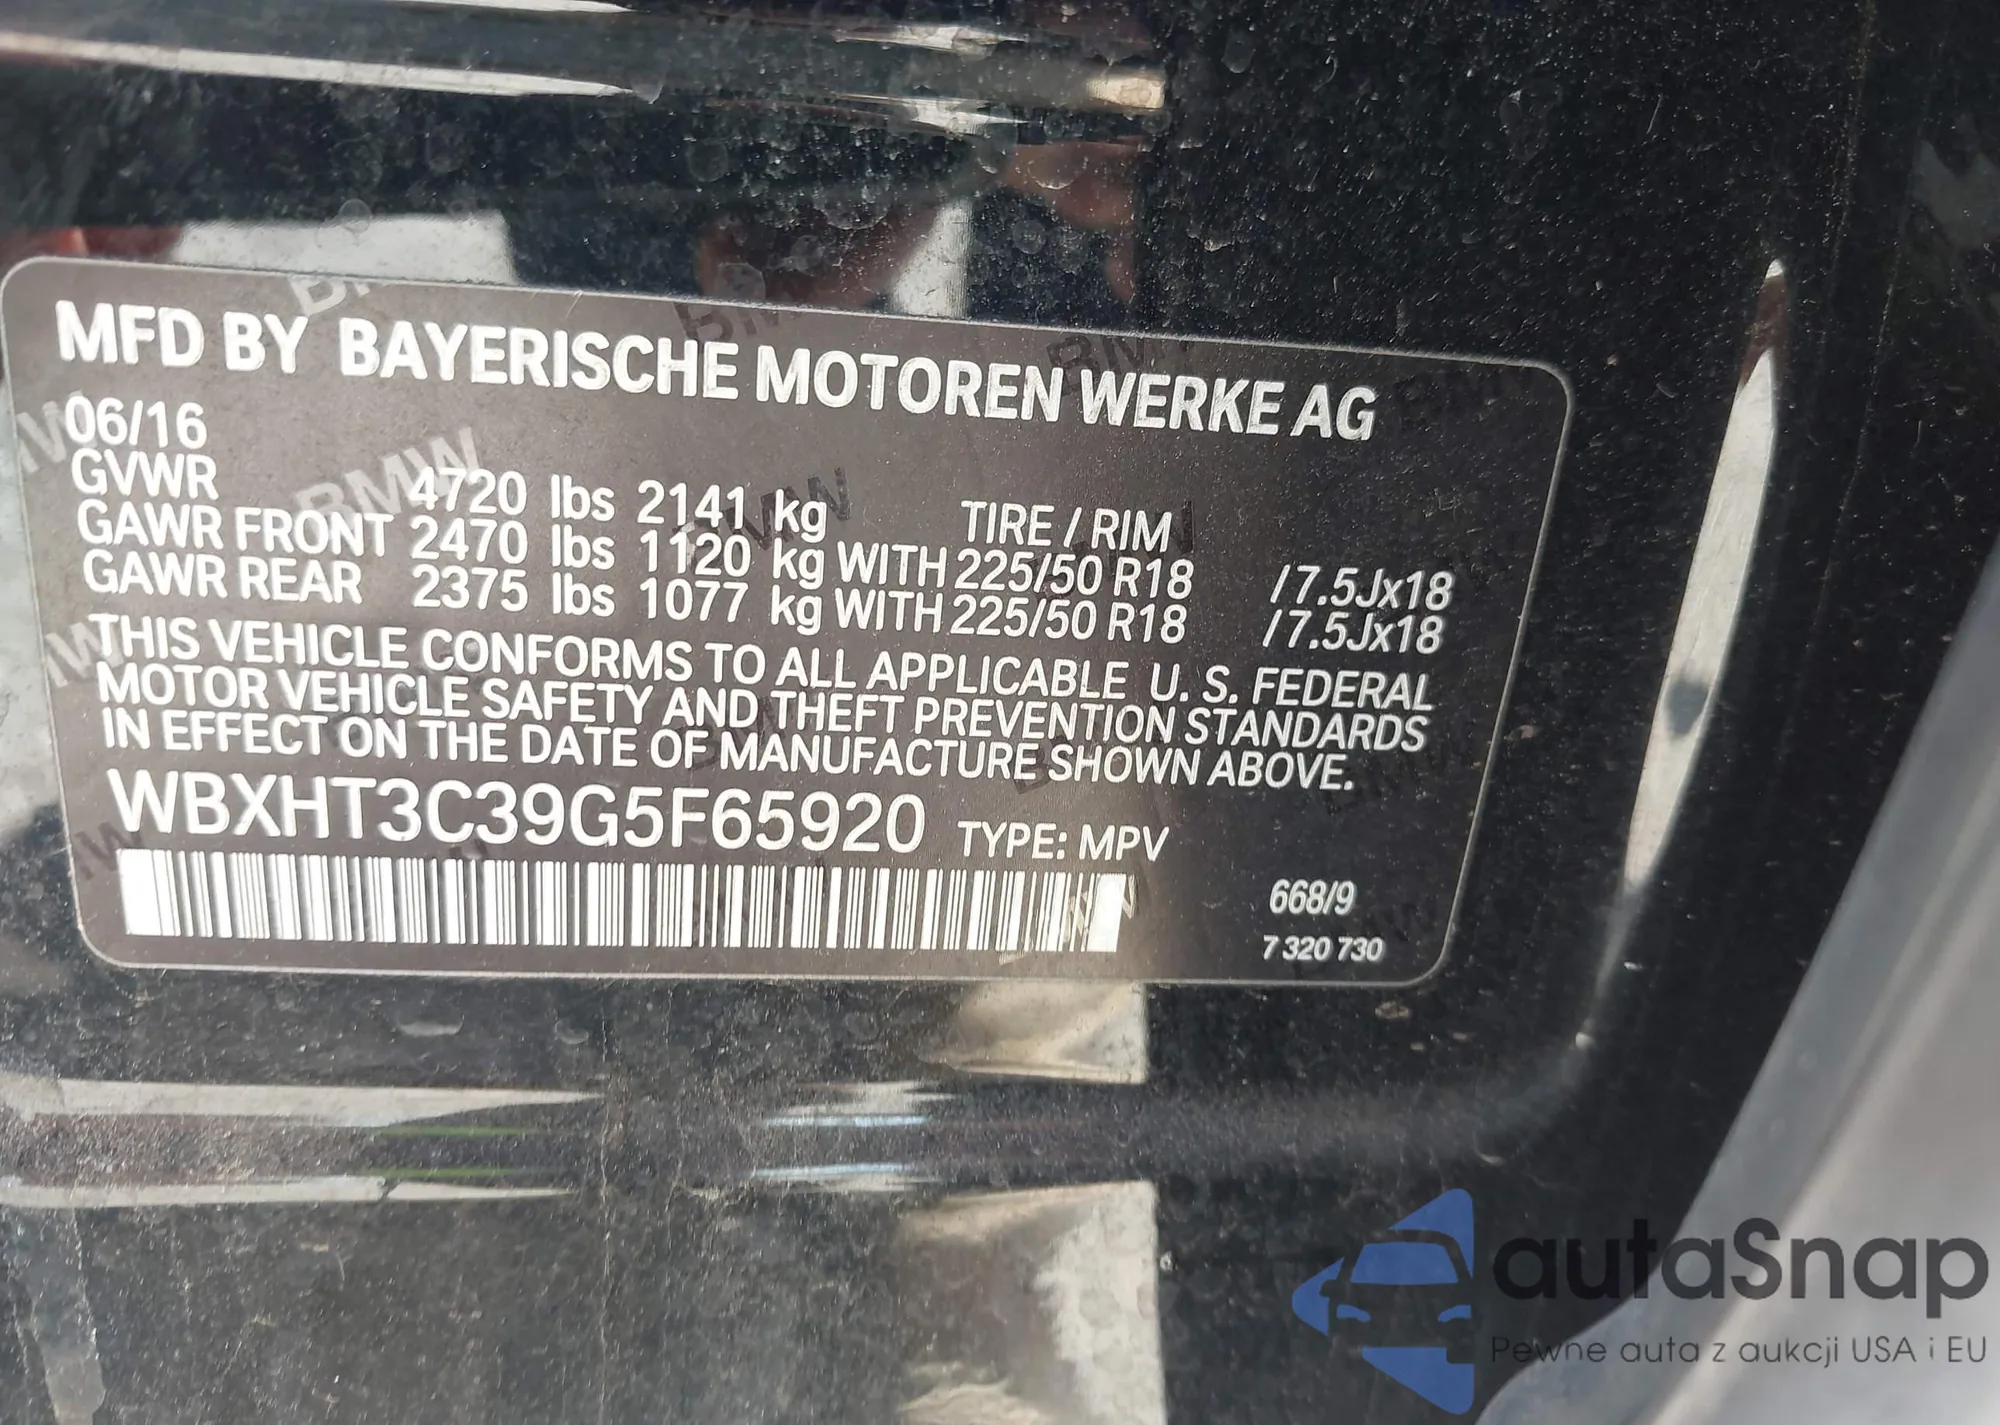 MFD BY BAYERISCHE MOTOREN WERKE AG
06/16
GVWR 4720 lbs 2141 kg TIRE / RIM
GAWR FRONT 2470 lbs 1120 kg WITH 225/50 R18 /7.5Jx18
GAWR REAR 2375 lbs 1077 kg WITH 225/50 R18 /7.5Jx18
THIS VEHICLE CONFORMS TO ALL APPLICABLE U. S. FEDERAL
MOTOR VEHICLE SAFETY AND THEFT PREVENTION STANDARDS
IN EFFECT ON THE DATE OF MANUFACTURE SHOWN ABOVE.
WBXHT3C39G5F65920 TYPE: MPV
668/9
7 320 730
autaSnap
Pewne auta z aukcji USA i EU